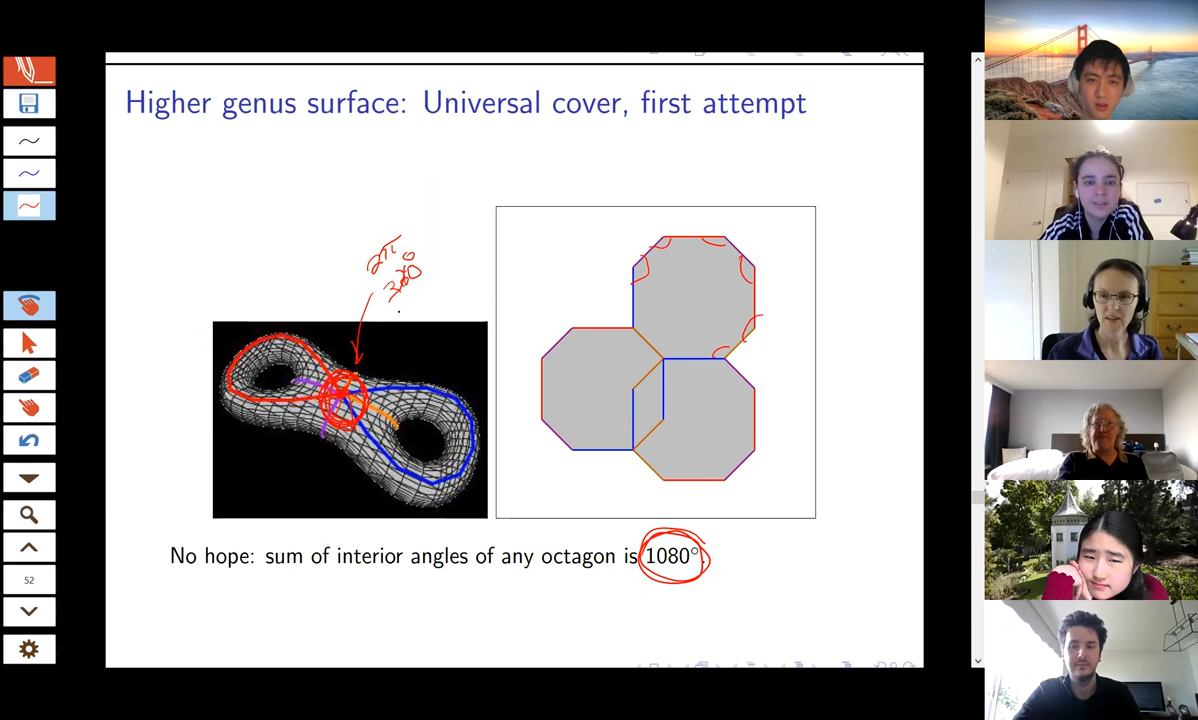 Higher genus surface: Universal cover, first attempt
2π
360°
No hope: sum of interior angles of any octagon is 1080°.
52